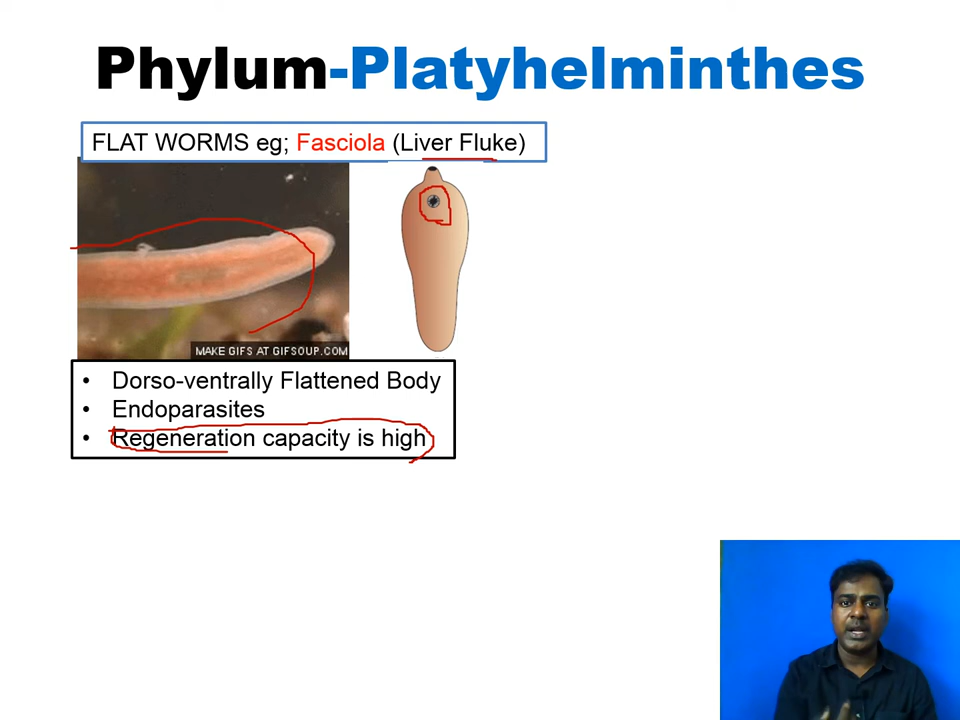 Phylum-Platyhelminthes
FLAT WORMS eg; Fasciola (Liver Fluke)
MAKE GIFS AT GIFSOUP.COM
• Dorso-ventrally Flattened Body
• Endoparasites
• Regeneration capacity is high